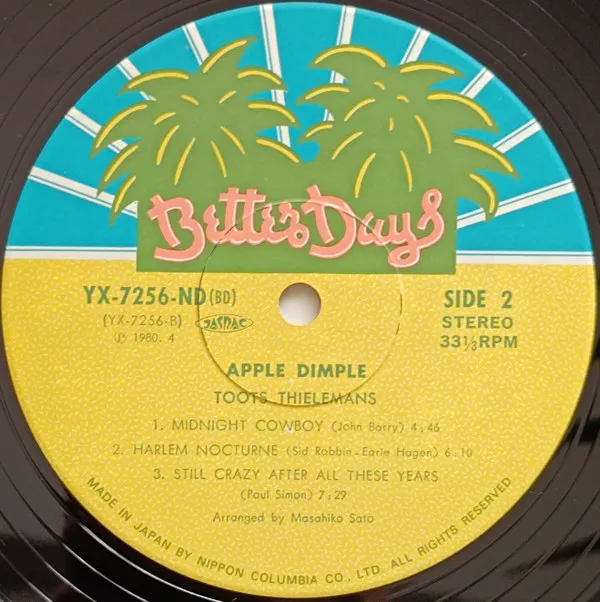 Better Days
YX-7256-ND(BD)
(YX-7256-B) JASRAC
Ⓟ 1980. 4
SIDE 2
STEREO
33⅓RPM
APPLE DIMPLE
TOOTS THIELEMANS
1. MIDNIGHT COWBOY (John Barry) 4:46
2. HARLEM NOCTURNE (Sid Robbin-Earle Hagen) 6:10
3. STILL CRAZY AFTER ALL THESE YEARS
(Paul Simon) 7:29
Arranged by Masahiko Sato
MADE IN JAPAN BY NIPPON COLUMBIA CO., LTD. ALL RIGHTS RESERVED